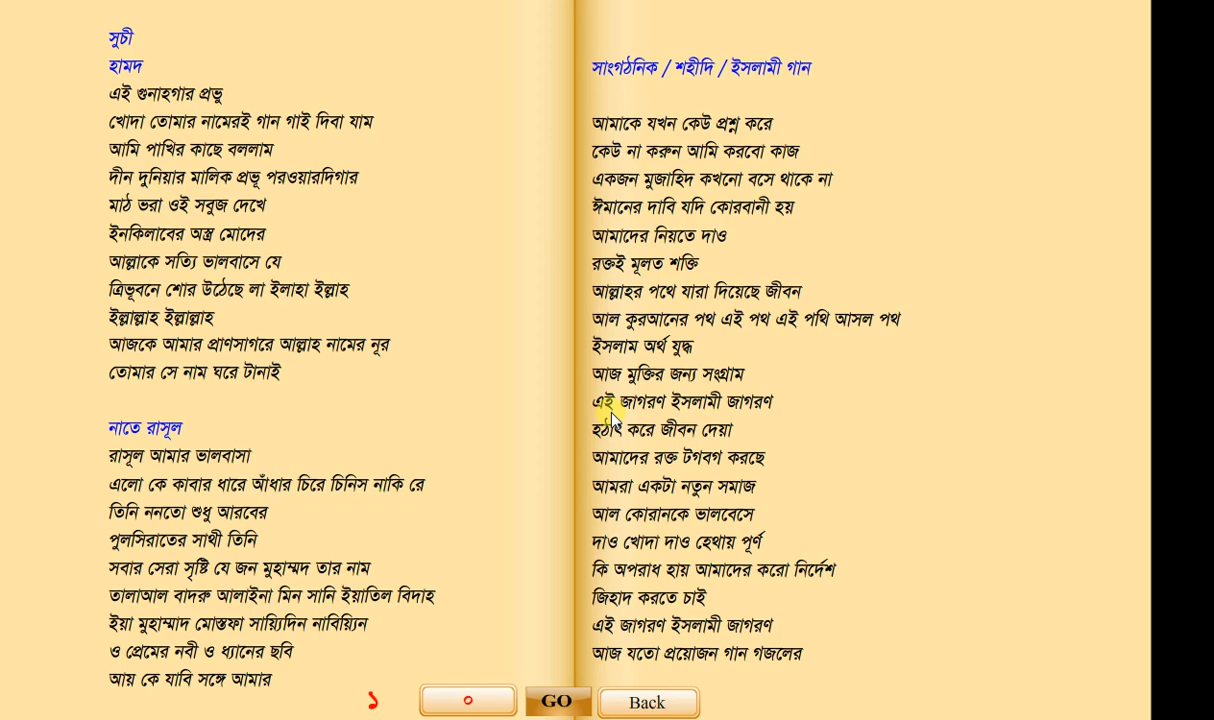 সুচী
হামদ
এই গুনাহগার প্রভু
খোদা তোমার নামেরই গান গাই দিবা যাম
আমি পাখির কাছে বললাম
দীন দুনিয়ার মালিক প্রভূ পরওয়ারদিগার
মাঠ ভরা ওই সবুজ দেখে
ইনকিলাবের অস্ত্র মোদের
আল্লাকে সত্যি ভালবাসে যে
ত্রিভূবনে শোর উঠেছে লা ইলাহা ইল্লাহ
ইল্লাল্লাহ ইল্লাল্লাহ
আজকে আমার প্রাণসাগরে আল্লাহ নামের নূর
তোমার সে নাম ঘরে টানাই
নাতে রাসূল
রাসূল আমার ভালবাসা
এলো কে কাবার ধারে আঁধার চিরে চিনিস নাকি রে
তিনি ননতো শুধু আরবের
পুলসিরাতের সাথী তিনি
সবার সেরা সৃষ্টি যে জন মুহাম্মদ তার নাম
তালাআল বাদরু আলাইনা মিন সানি ইয়াতিল বিদাহ
ইয়া মুহাম্মাদ মোস্তফা সায়্যিদিন নাবিয়্যিন
ও প্রেমের নবী ও ধ্যানের ছবি
আয় কে যাবি সঙ্গে আমার
সাংগঠনিক / শহীদি / ইসলামী গান
আমাকে যখন কেউ প্রশ্ন করে
কেউ না করুন আমি করবো কাজ
একজন মুজাহিদ কখনো বসে থাকে না
ঈমানের দাবি যদি কোরবানী হয়
আমাদের নিয়তে দাও
রক্তই মূলত শক্তি
আল্লাহর পথে যারা দিয়েছে জীবন
আল কুরআনের পথ এই পথ এই পথি আসল পথ
ইসলাম অর্থ যুদ্ধ
আজ মুক্তির জন্য সংগ্রাম
এই জাগরণ ইসলামী জাগরণ
হঠাৎ করে জীবন দেয়া
আমাদের রক্ত টগবগ করছে
আমরা একটা নতুন সমাজ
আল কোরানকে ভালবেসে
দাও খোদা দাও হেথায় পূর্ণ
কি অপরাধ হায় আমাদের করো নির্দেশ
জিহাদ করতে চাই
এই জাগরণ ইসলামী জাগরণ
আজ যতো প্রয়োজন গান গজলের
১ ০ GO Back